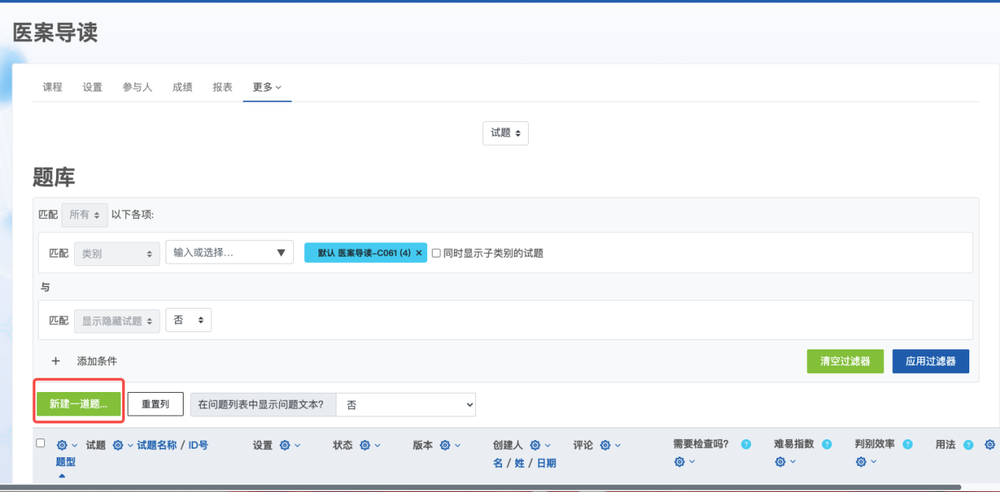 医案导读
课程 设置 参与人 成绩 报表 更多
试题
题库
匹配 所有 以下各项:
匹配 类别 输入或选择... 默认 医案导读-C061 (4) × 同时显示子类别的试题
与
匹配 显示隐藏试题 否
+ 添加条件 清空过滤器 应用过滤器
新建一道题... 重置列 在问题列表中显示问题文本? 否
试题 试题名称 / ID号 设置 状态 版本 创建人 评论 需要检查吗? 难易指数 判别效率 用法
题型 名 / 姓 / 日期